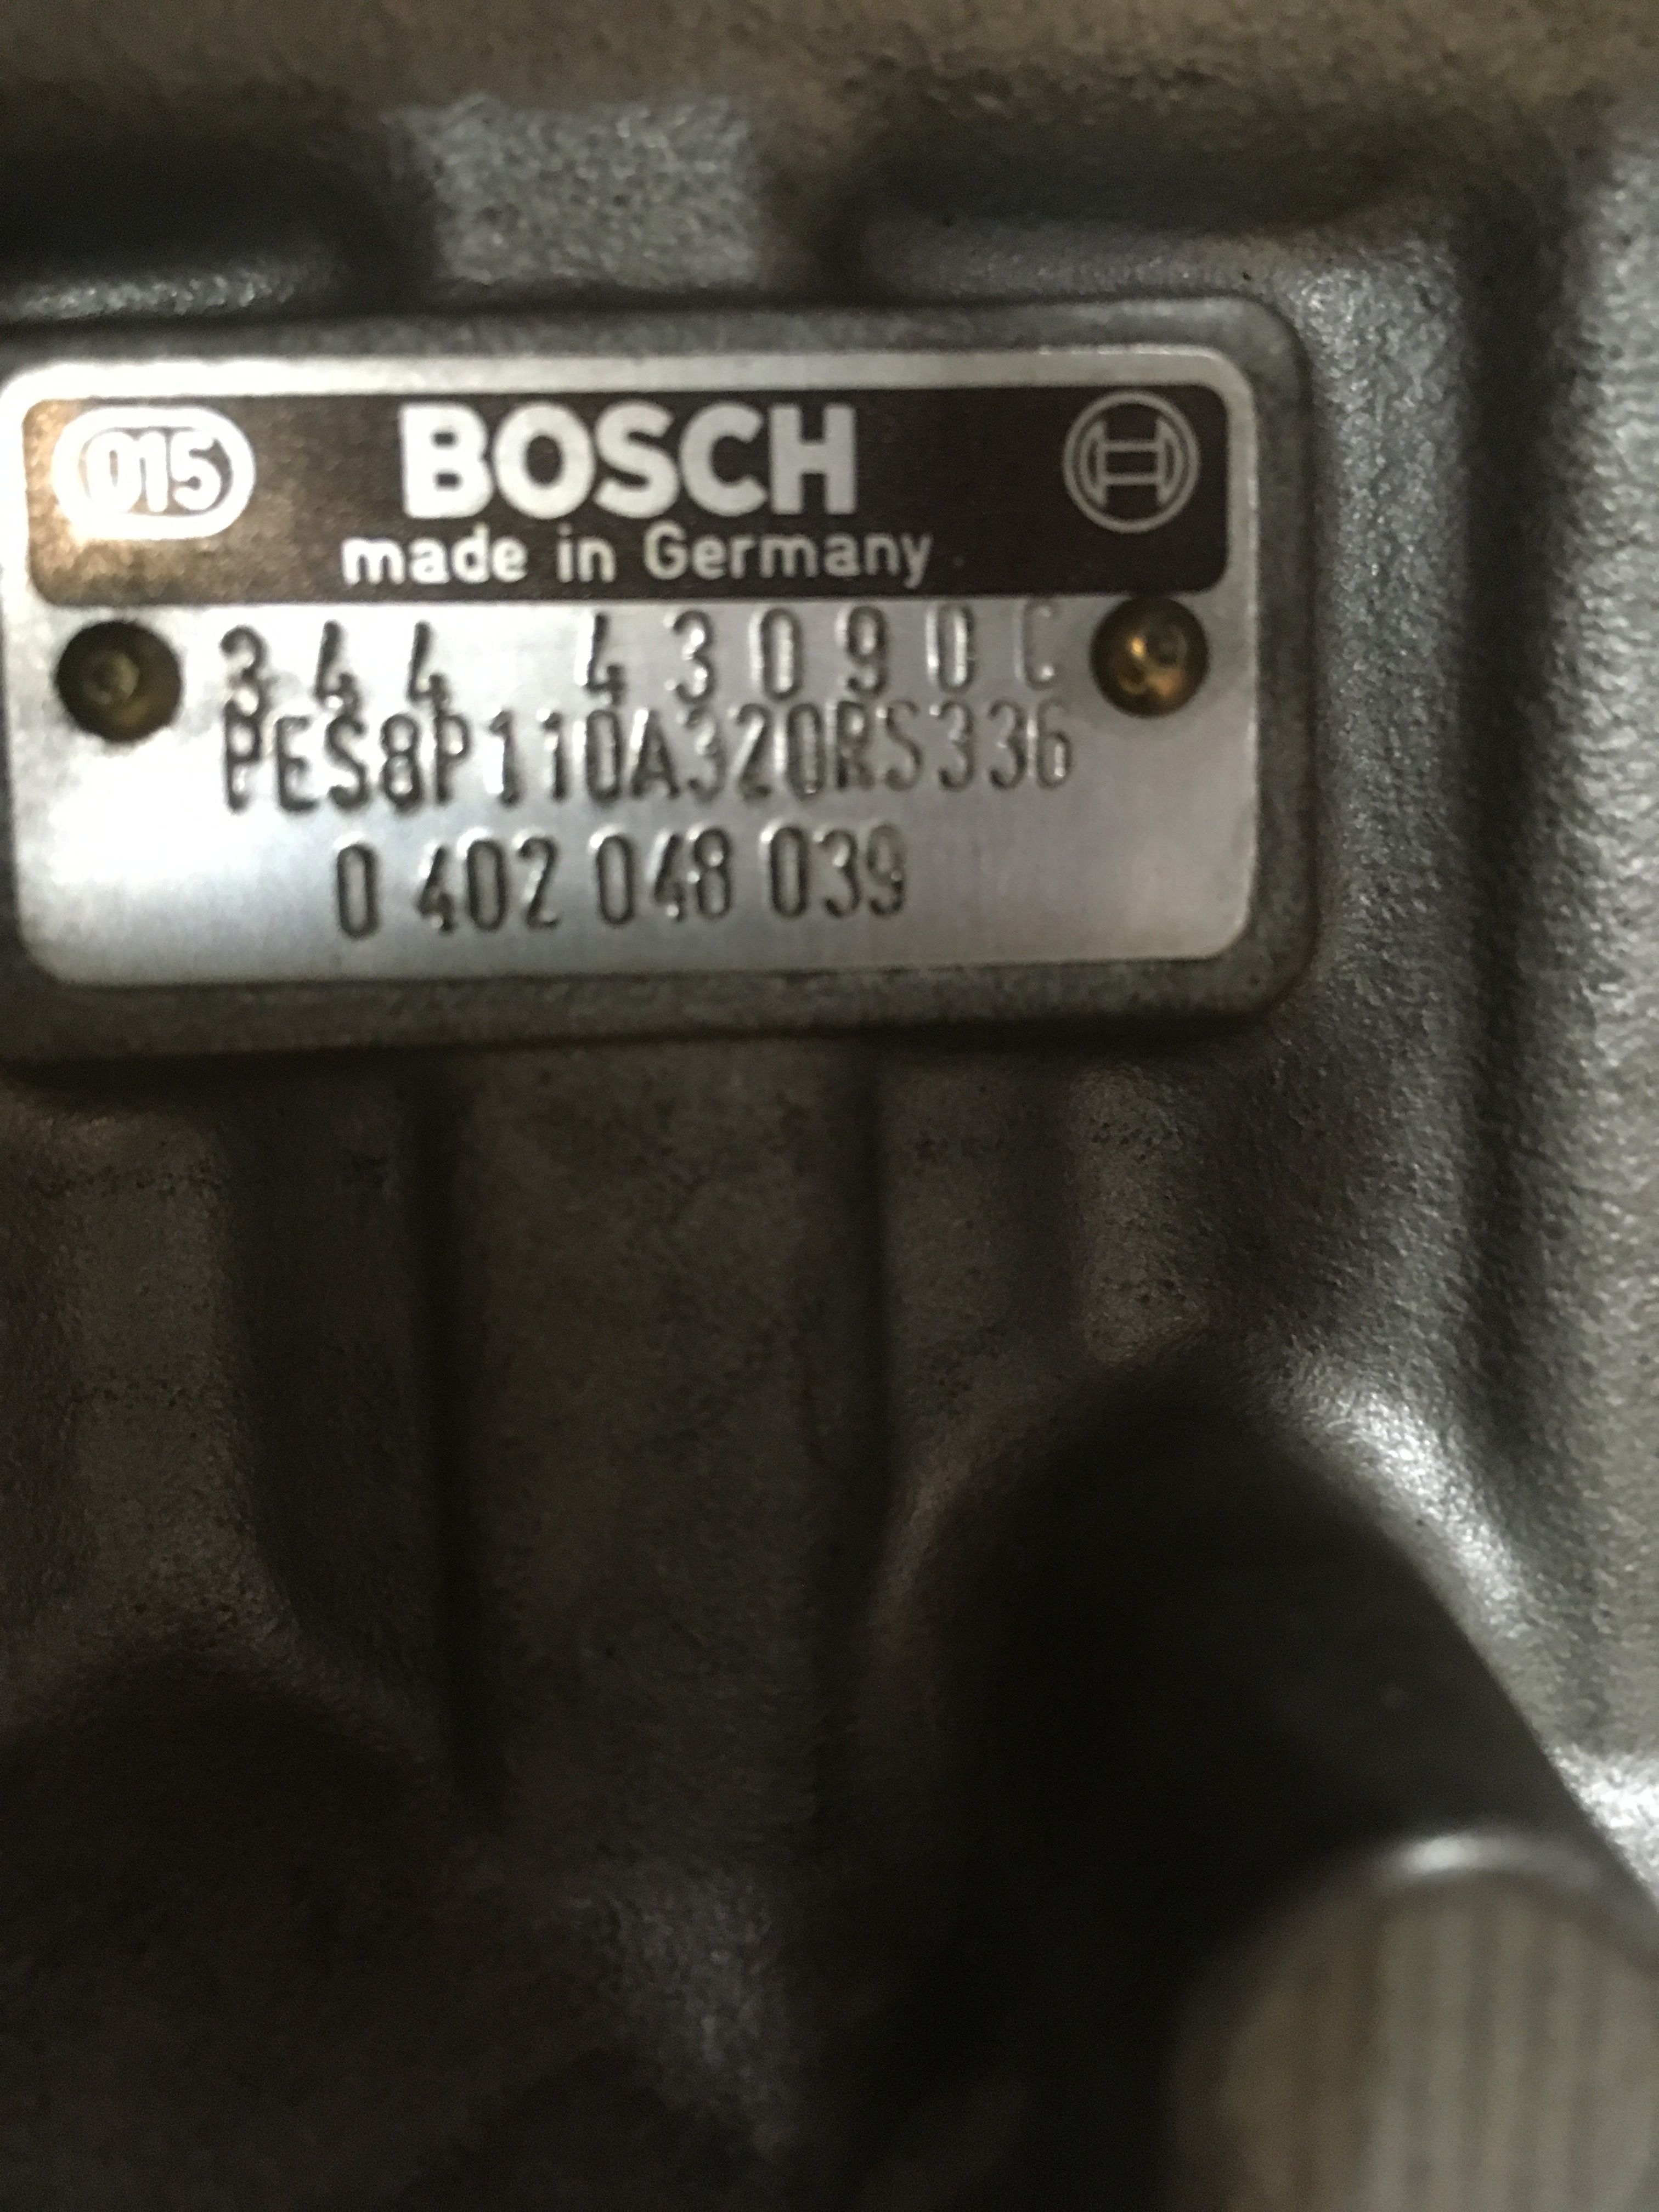 015 BOSCH
made in Germany
344 43090C
PES8P110A320RS336
0 402 048 039